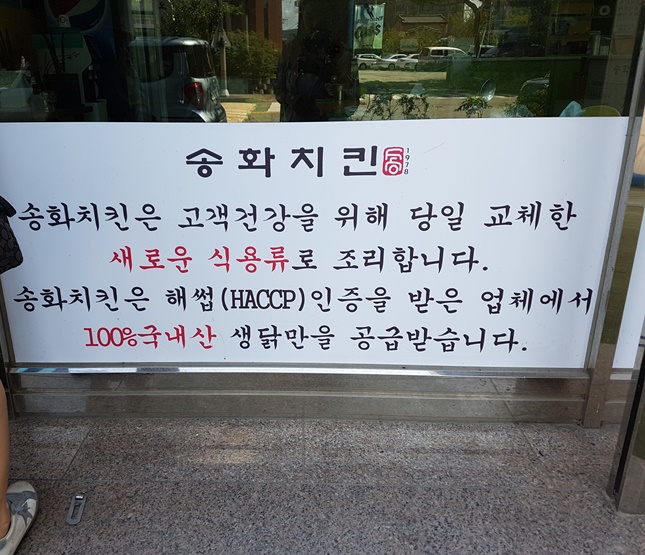 송화치킨 1978
송화치킨은 고객건강을 위해 당일 교체한
새로운 식용류로 조리합니다.
송화치킨은 해썹(HACCP)인증을 받은 업체에서
100%국내산 생닭만을 공급받습니다.